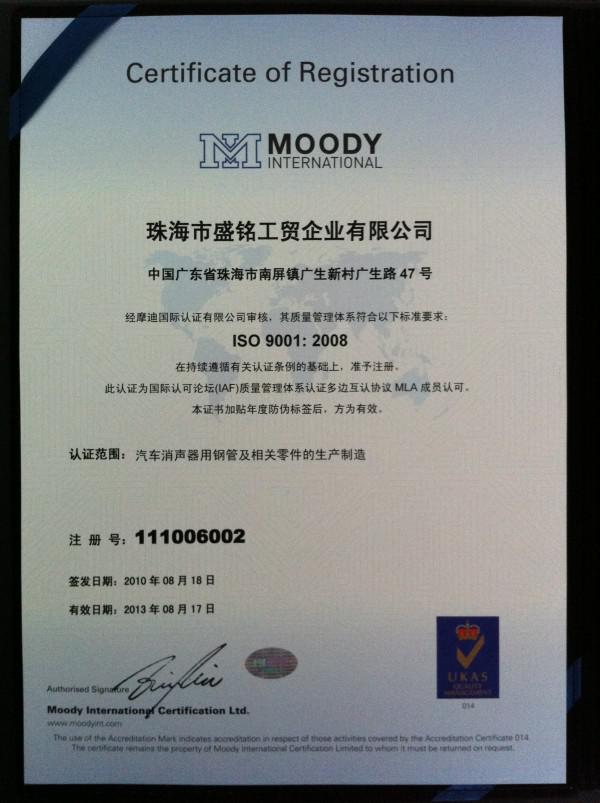 Certificate of Registration
MOODY
INTERNATIONAL
珠海市盛铭工贸企业有限公司
中国广东省珠海市南屏镇广生新村广生路 47 号
经摩迪国际认证有限公司审核，其质量管理体系符合以下标准要求：
ISO 9001: 2008
在持续遵循有关认证条例的基础上，准予注册。
此认证为国际认可论坛(IAF)质量管理体系认证多边互认协议 MLA 成员认可。
本证书加贴年度防伪标签后，方为有效。
认证范围：汽车消声器用钢管及相关零件的生产制造
注 册 号：111006002
签发日期：2010 年 08 月 18 日
有效日期：2013 年 08 月 17 日
UKAS
QUALITY
MANAGEMENT
014
Authorised Signature
Moody International Certification Ltd.
www.moodyint.com
The use of the Accreditation Mark indicates accreditation in respect of those activities covered by the Accreditation Certificate 014.
The certificate remains the property of Moody International Certification Limited to whom it must be returned on request.